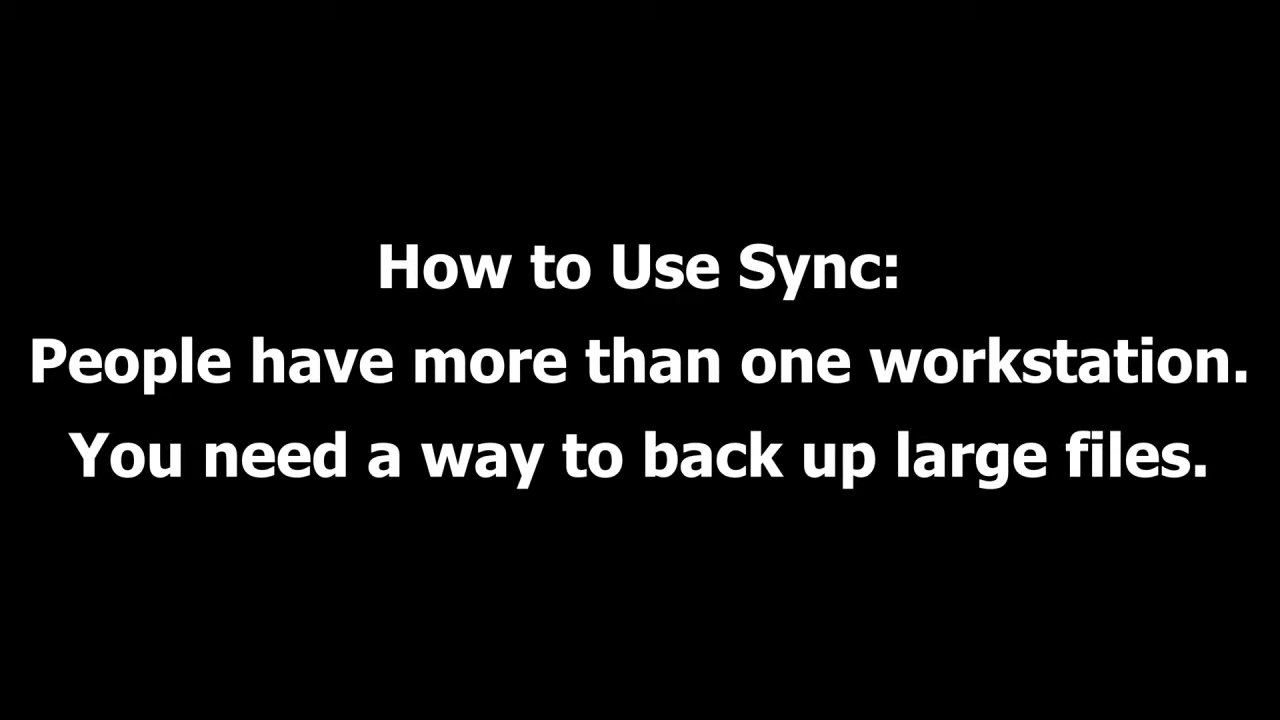 How to Use Sync:
People have more than one workstation.
You need a way to back up large files.